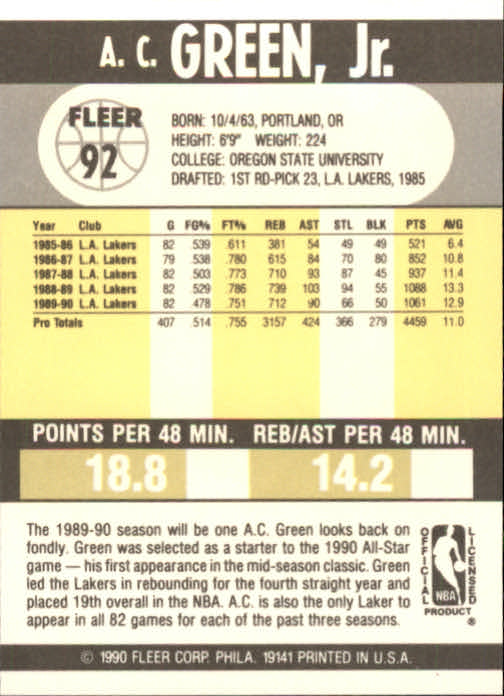 A. C. GREEN, Jr.
FLEER
92
BORN: 10/4/63, PORTLAND, OR
HEIGHT: 6'9" WEIGHT: 224
COLLEGE: OREGON STATE UNIVERSITY
DRAFTED: 1ST RD-PICK 23, L.A. LAKERS, 1985
Year Club G FG% FT% REB AST STL BLK PTS AVG
1985-86 L.A. Lakers 82 .539 .611 381 54 49 49 521 6.4
1986-87 L.A. Lakers 79 .538 .780 615 84 70 80 852 10.8
1987-88 L.A. Lakers 82 .503 .773 710 93 87 45 937 11.4
1988-89 L.A. Lakers 82 .529 .786 739 103 94 55 1088 13.3
1989-90 L.A. Lakers 82 .478 .751 712 90 66 50 1061 12.9
Pro Totals 407 .514 .755 3157 424 366 279 4459 11.0
POINTS PER 48 MIN. REB/AST PER 48 MIN.
18.8 14.2
The 1989-90 season will be one A.C. Green looks back on
fondly. Green was selected as a starter to the 1990 All-Star
game — his first appearance in the mid-season classic. Green
led the Lakers in rebounding for the fourth straight year and
placed 19th overall in the NBA. A.C. is also the only Laker to
appear in all 82 games for each of the past three seasons.
OFFICIAL
LICENSED
NBA
PRODUCT
®
© 1990 FLEER CORP. PHILA. 19141 PRINTED IN U.S.A.